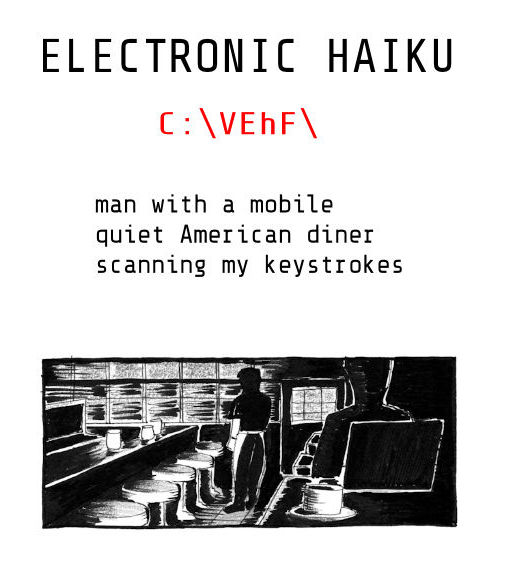 ELECTRONIC HAIKU
C:\VEhF\
man with a mobile
quiet American diner
scanning my keystrokes